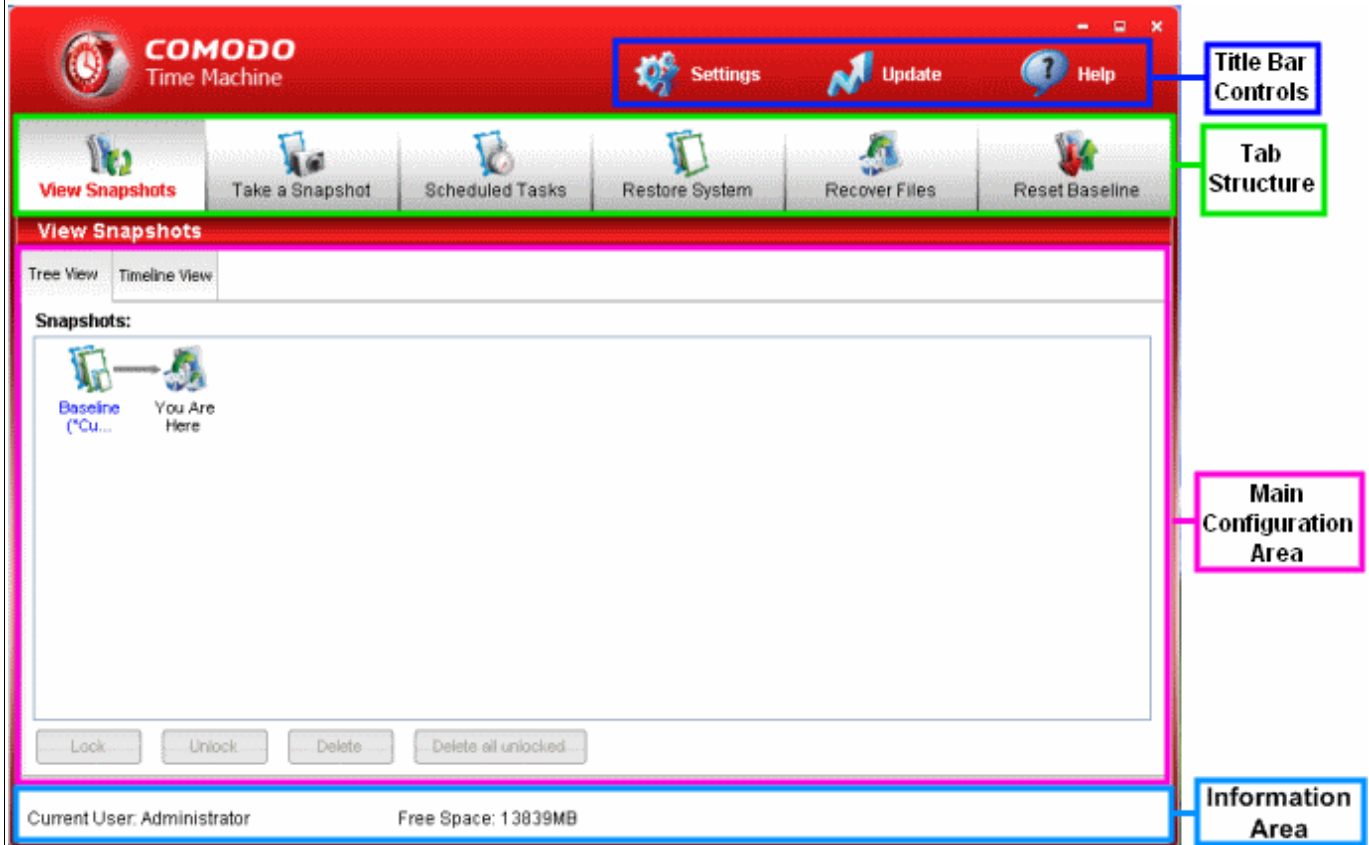 COMODO
Time Machine
Settings
Update
Help
Title Bar
Controls
View Snapshots
Take a Snapshot
Scheduled Tasks
Restore System
Recover Files
Reset Baseline
Tab
Structure
View Snapshots
Tree View
Timeline View
Snapshots:
Baseline
("Cu...
You Are
Here
Main
Configuration
Area
Lock
Unlock
Delete
Delete all unlocked
Current User: Administrator
Free Space: 13839MB
Information
Area